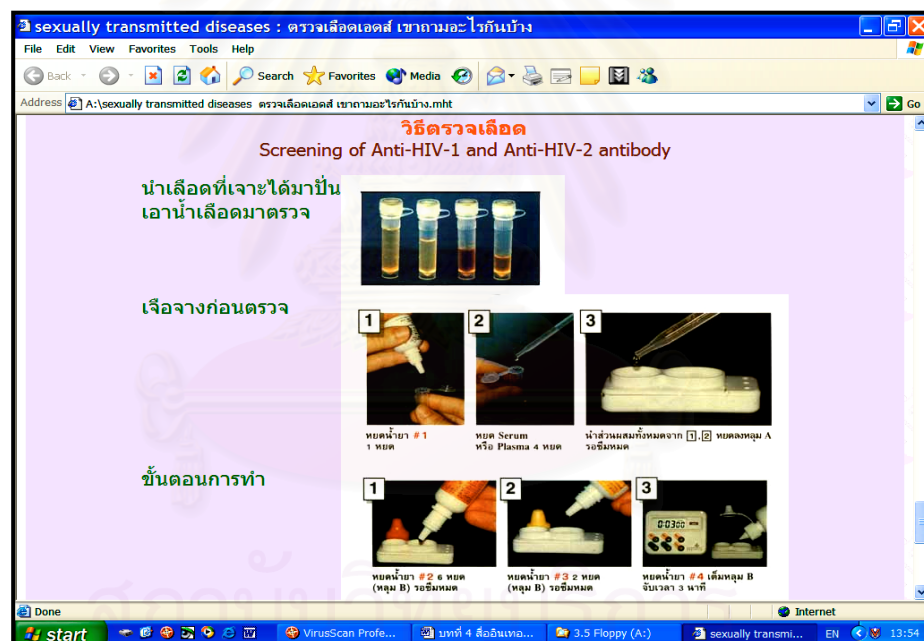 sexually transmitted diseases : ตรวจเลือดเอดส์ เขาถามอะไรกันบ้าง
File Edit View Favorites Tools Help
Back Search Favorites Media
Address A:\sexually transmitted diseases ตรวจเลือดเอดส์ เขาถามอะไรกันบ้าง.mht Go
วิธีตรวจเลือด
Screening of Anti-HIV-1 and Anti-HIV-2 antibody
นำเลือดที่เจาะได้มาปั่น
เอาน้ำเลือดมาตรวจ
เจือจางก่อนตรวจ
1 2 3
หยดน้ำยา #1
1 หยด
หยด Serum
หรือ Plasma 4 หยด
นำส่วนผสมทั้งหมดจาก 1,2 หยดลงหลุม A
รอซึมหมด
ขั้นตอนการทำ
1 2 3
0:0300
หยดน้ำยา #2 6 หยด
(หลุม B) รอซึมหมด
หยดน้ำยา #3 2 หยด
(หลุม B) รอซึมหมด
หยดน้ำยา #4 เต็มหลุม B
จับเวลา 3 นาที
Done Internet
start VirusScan Profe... บทที่ 4 สื่ออินเทอ... 3.5 Floppy (A:) sexually transmi... EN 13:54